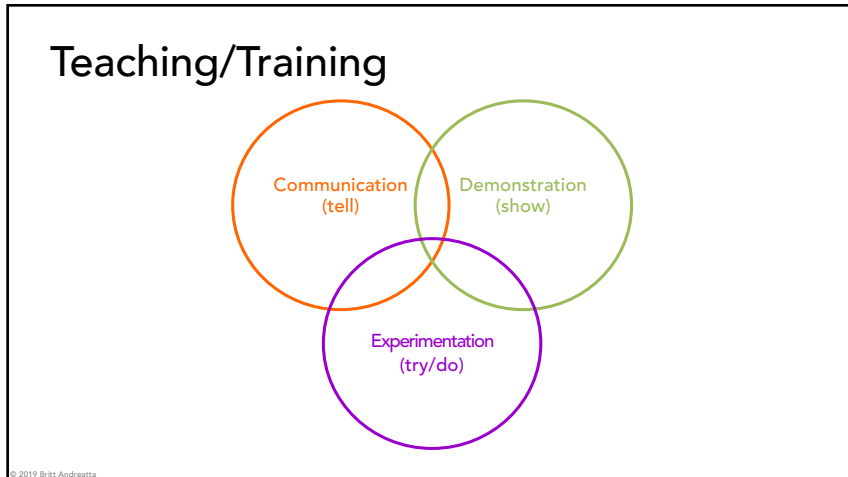 Teaching/Training
Communication
(tell)
Demonstration
(show)
Experimentation
(try/do)
© 2019 Britt Andreatta